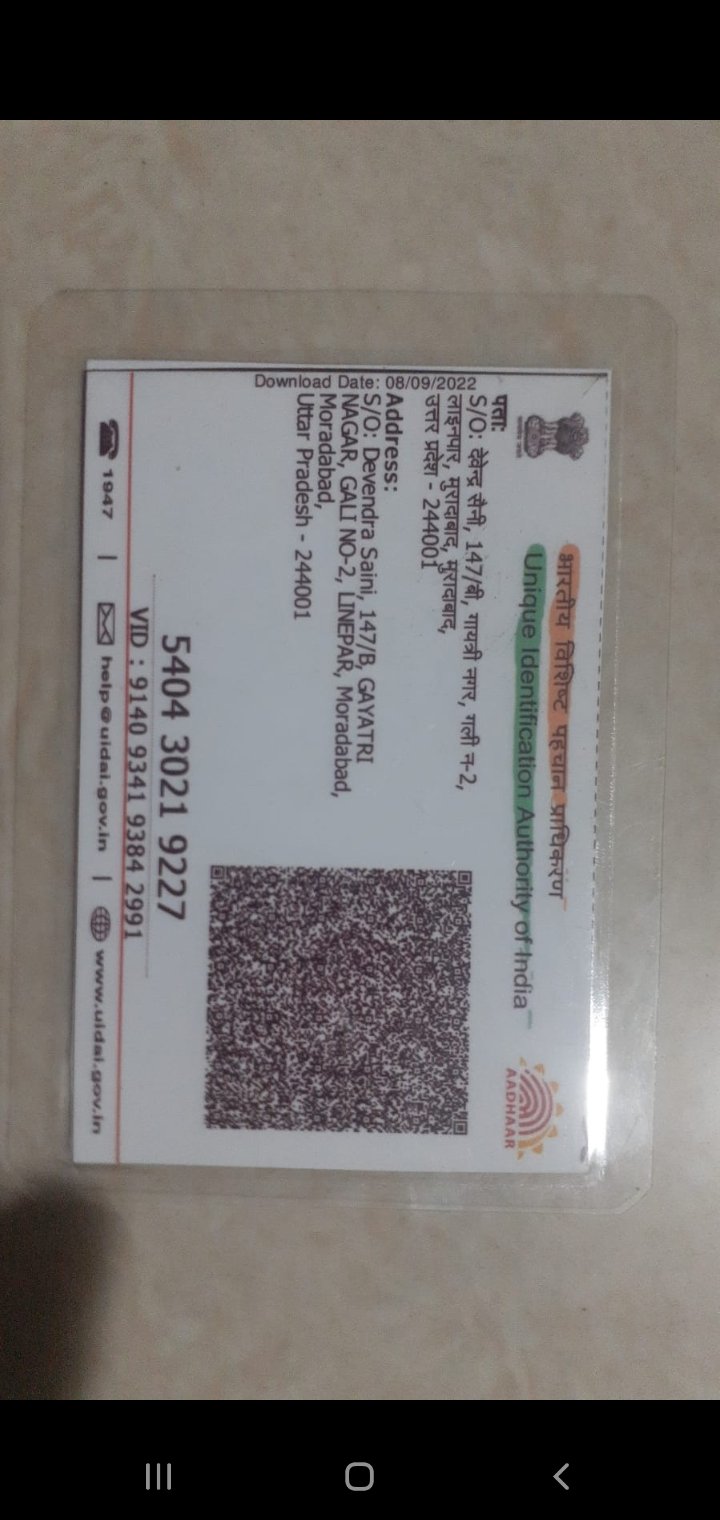 भारतीय विशिष्ट पहचान प्राधिकरण
Unique Identification Authority of India
AADHAAR
Download Date: 08/09/2022
पता:
S/O: देवेन्द्र सैनी, 147/बी, गायत्री नगर, गली न-2,
लाइनपार, मुरादाबाद, मुरादाबाद,
उत्तर प्रदेश - 244001
Address:
S/O: Devendra Saini, 147/B, GAYATRI
NAGAR, GALI NO-2, LINEPAR, Moradabad,
Moradabad,
Uttar Pradesh - 244001
5404 3021 9227
VID : 9140 9341 9384 2991
1947 | help@uidai.gov.in | www.uidai.gov.in